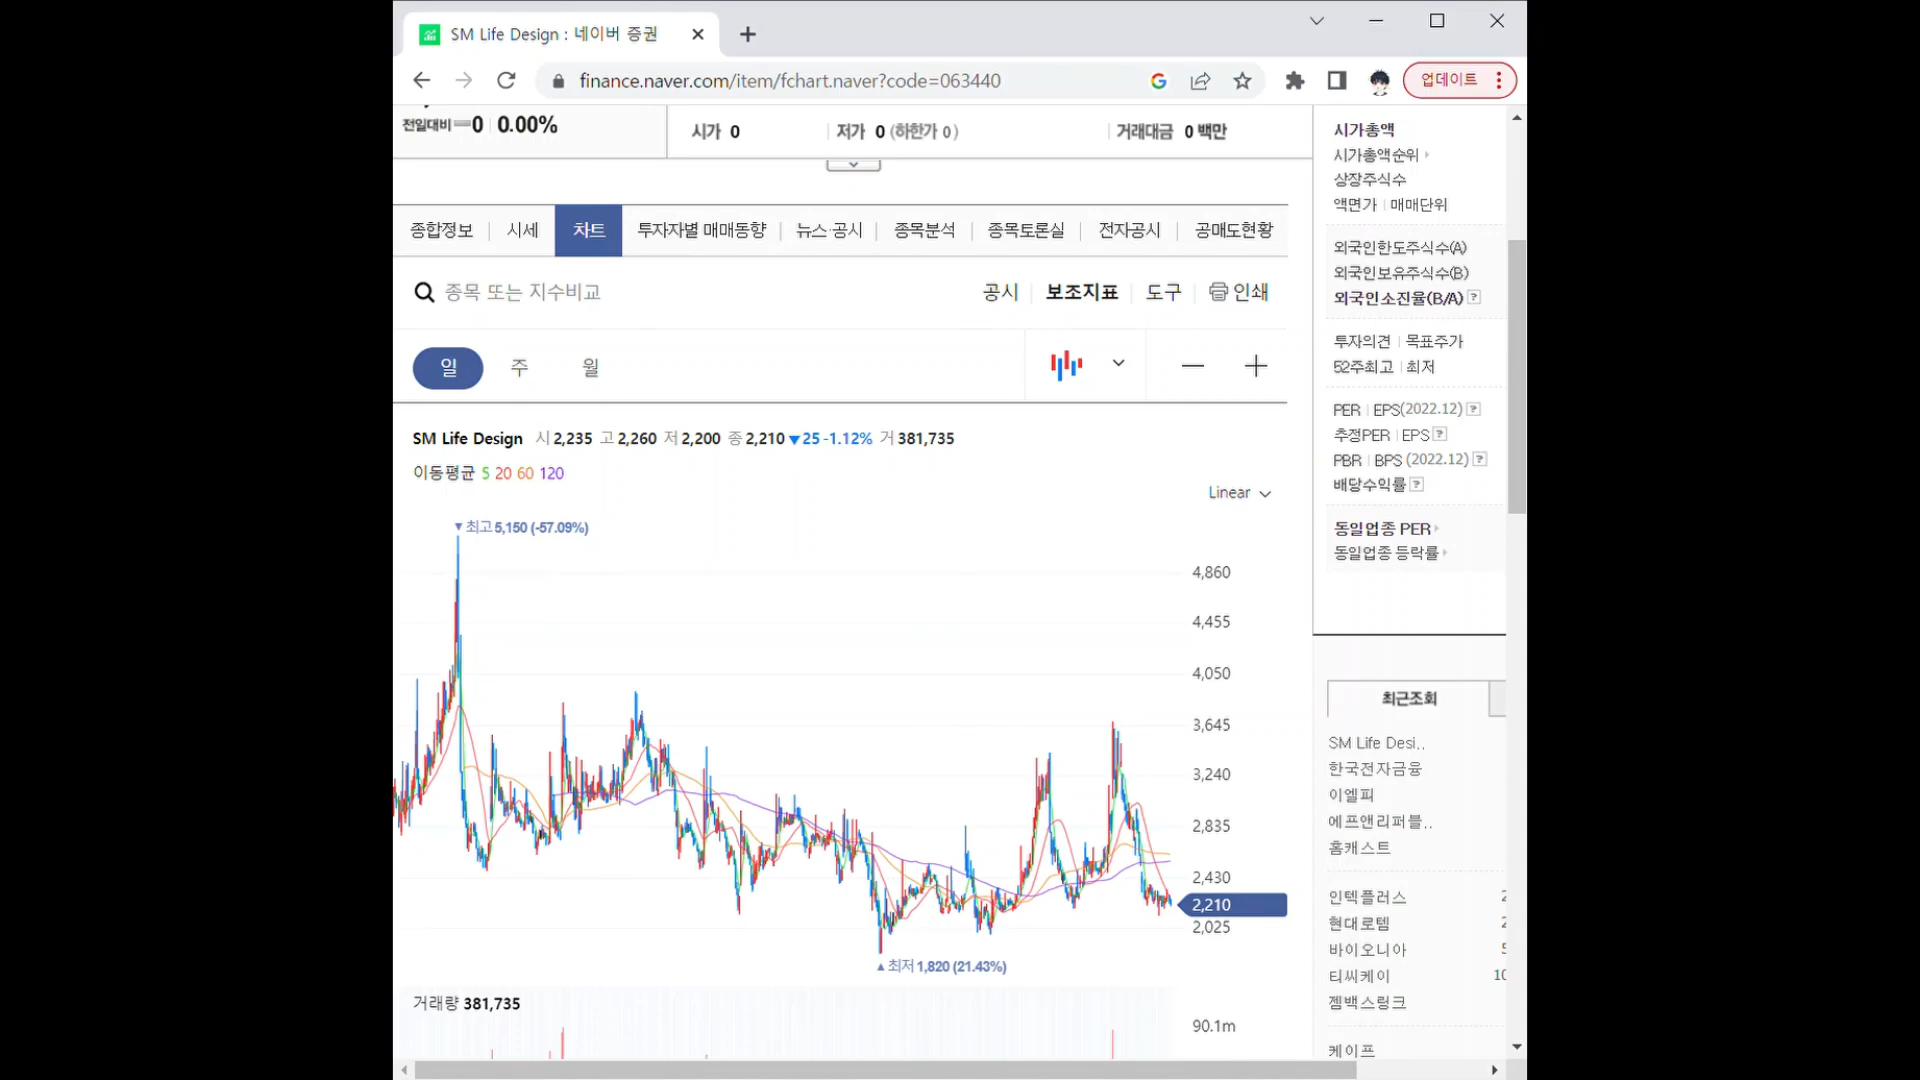 SM Life Design : 네이버 증권
finance.naver.com/item/fchart.naver?code=063440
업데이트
전일대비 0 0.00%
시가 0
저가 0 (하한가 0)
거래대금 0 백만
종합정보
시세
차트
투자자별 매매동향
뉴스·공시
종목분석
종목토론실
전자공시
공매도현황
종목 또는 지수비교
공시
보조지표
도구
인쇄
일
주
월
SM Life Design 시 2,235 고 2,260 저 2,200 종 2,210 ▼25 -1.12% 거 381,735
이동평균 5 20 60 120
Linear
▼최고 5,150 (-57.09%)
4,860
4,455
4,050
3,645
3,240
2,835
2,430
2,210
2,025
▲최저 1,820 (21.43%)
거래량 381,735
90.1m
시가총액
시가총액순위
상장주식수
액면가 | 매매단위
외국인한도주식수(A)
외국인보유주식수(B)
외국인소진율(B/A) ?
투자의견 | 목표주가
52주최고 | 최저
PER | EPS(2022.12) ?
추정PER | EPS ?
PBR | BPS (2022.12) ?
배당수익률 ?
동일업종 PER
동일업종 등락률
최근조회
SM Life Desi..
한국전자금융
이엘피
에프앤리퍼블..
홈캐스트
인텍플러스 2
현대로템 2
바이오니아 5
티씨케이 10
젬백스링크
케이프